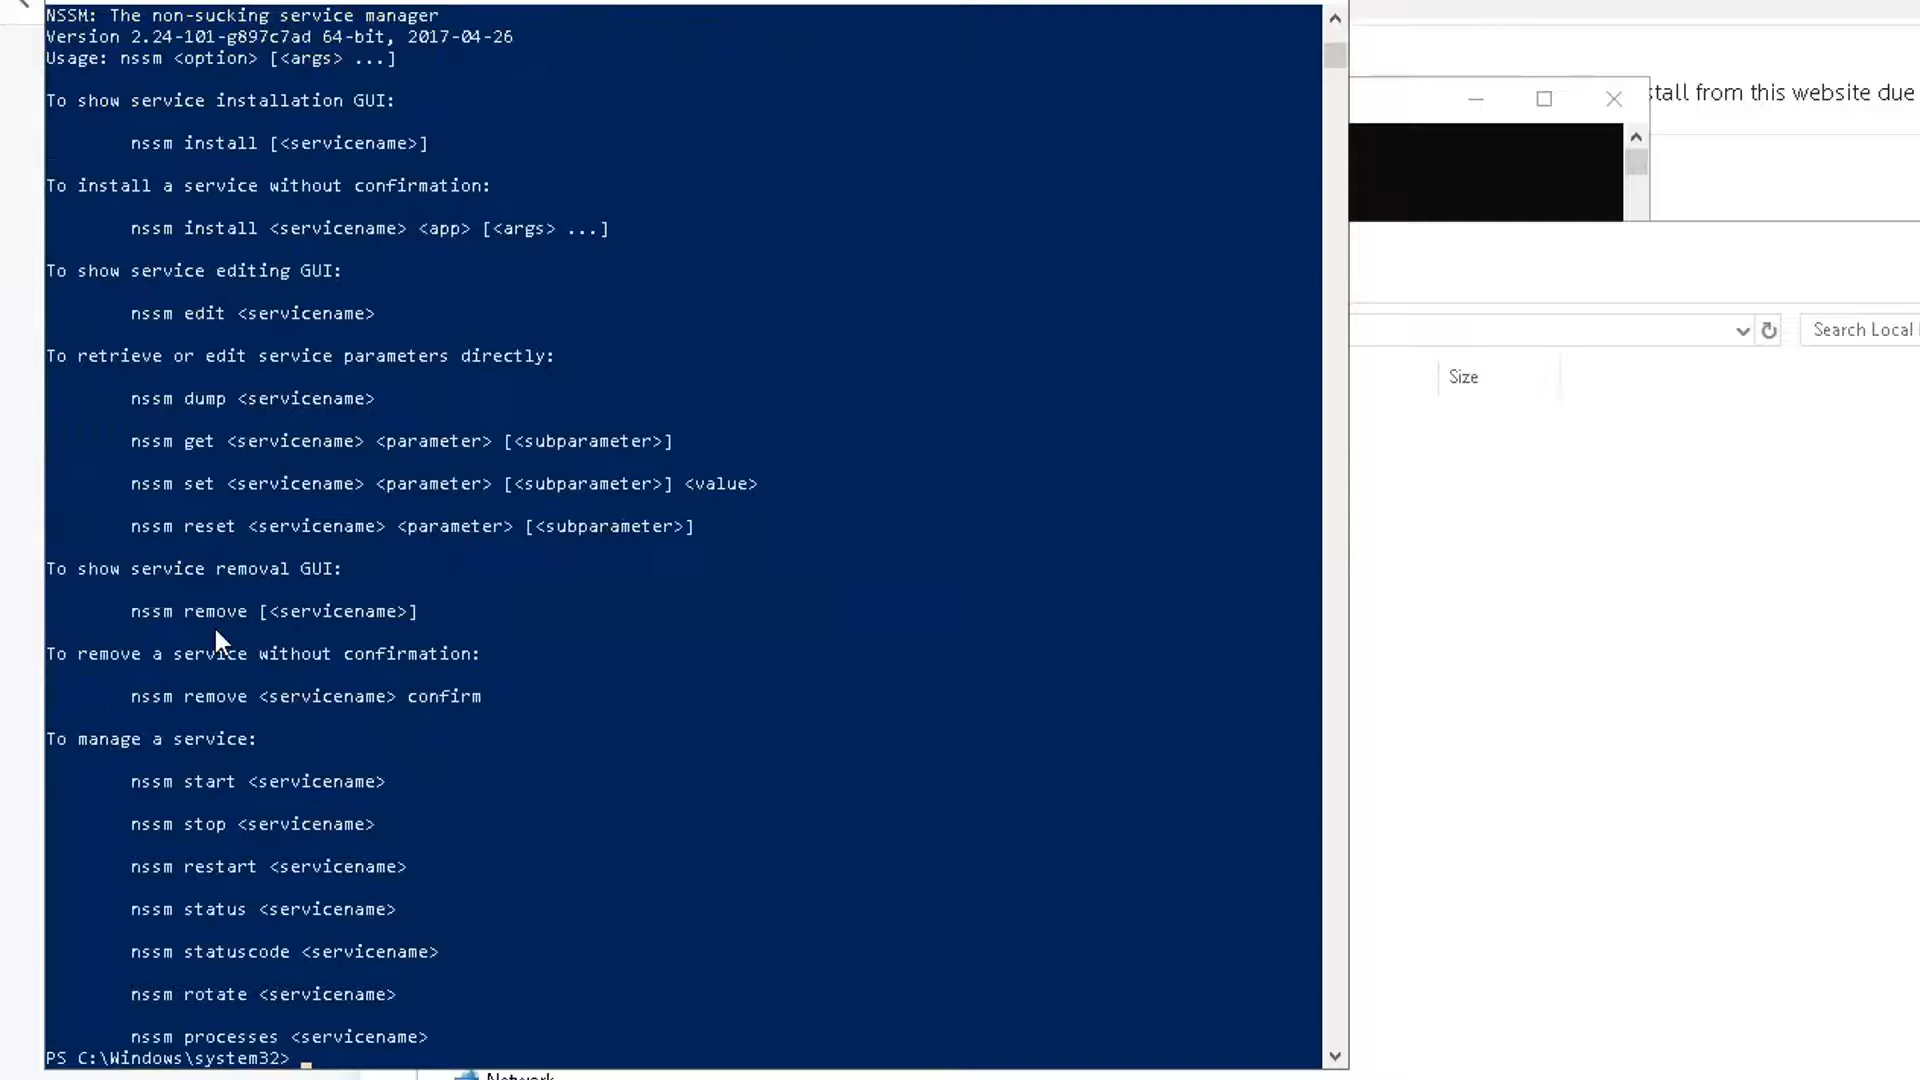 NSSM: The non-sucking service manager
Version 2.24-101-g897c7ad 64-bit, 2017-04-26
Usage: nssm <option> [<args> ...]
To show service installation GUI:
nssm install [<servicename>]
To install a service without confirmation:
nssm install <servicename> <app> [<args> ...]
To show service editing GUI:
nssm edit <servicename>
To retrieve or edit service parameters directly:
nssm dump <servicename>
nssm get <servicename> <parameter> [<subparameter>]
nssm set <servicename> <parameter> [<subparameter>] <value>
nssm reset <servicename> <parameter> [<subparameter>]
To show service removal GUI:
nssm remove [<servicename>]
To remove a service without confirmation:
nssm remove <servicename> confirm
To manage a service:
nssm start <servicename>
nssm stop <servicename>
nssm restart <servicename>
nssm status <servicename>
nssm statuscode <servicename>
nssm rotate <servicename>
nssm processes <servicename>
PS C:\Windows\system32>
stall from this website due
Search Local
Size
Network